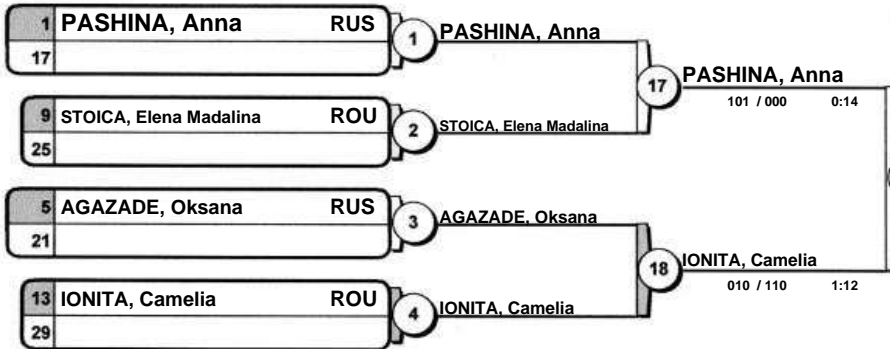 1 PASHINA, Anna RUS
17
1
PASHINA, Anna
9 STOICA, Elena Madalina ROU
25
2
STOICA, Elena Madalina
17
PASHINA, Anna
101 / 000 0:14
5 AGAZADE, Oksana RUS
21
3
AGAZADE, Oksana
13 IONITA, Camelia ROU
29
4
IONITA, Camelia
18
IONITA, Camelia
010 / 110 1:12